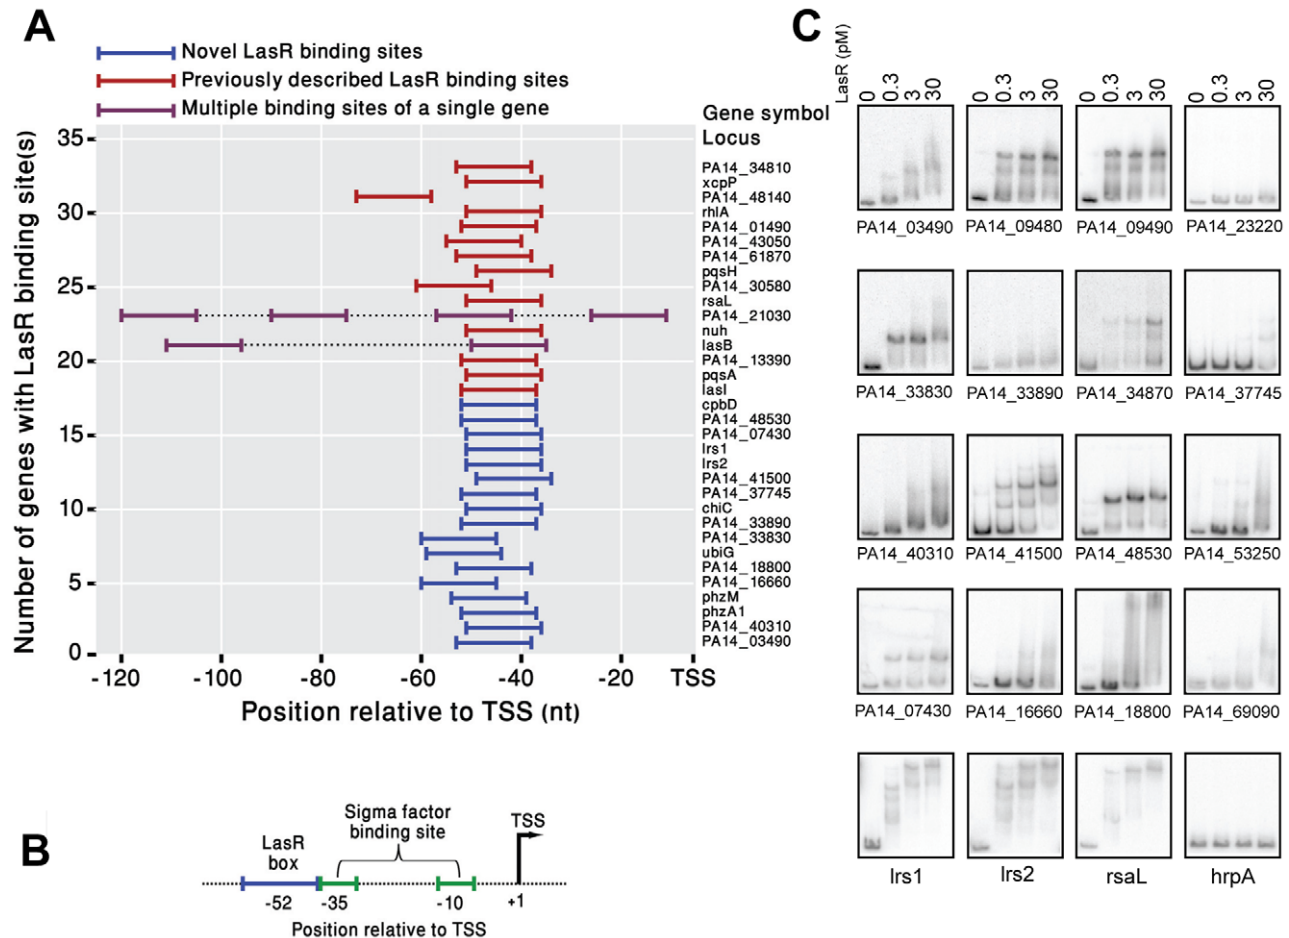 A
Novel LasR binding sites
Previously described LasR binding sites
Multiple binding sites of a single gene
Number of genes with LasR binding site(s)
35
30
25
20
15
10
5
0
-120 -100 -80 -60 -40 -20 TSS
Position relative to TSS (nt)
Gene symbol
Locus
PA14_34810
xcpP
PA14_48140
rhlA
PA14_01490
PA14_43050
PA14_61870
pqsH
PA14_30580
rsaL
PA14_21030
nuh
lasB
PA14_13390
pqsA
lasI
cpbD
PA14_48530
PA14_07430
lrs1
lrs2
PA14_41500
PA14_37745
chiC
PA14_33890
PA14_33830
ubiG
PA14_18800
PA14_16660
phzM
phzA1
PA14_40310
PA14_03490
B
Sigma factor
binding site
LasR
box
TSS
-52 -35 -10 +1
Position relative to TSS
C
LasR (pM)
0 0.3 3 30 0 0.3 3 30 0 0.3 3 30 0 0.3 3 30
PA14_03490 PA14_09480 PA14_09490 PA14_23220
PA14_33830 PA14_33890 PA14_34870 PA14_37745
PA14_40310 PA14_41500 PA14_48530 PA14_53250
PA14_07430 PA14_16660 PA14_18800 PA14_69090
lrs1 lrs2 rsaL hrpA